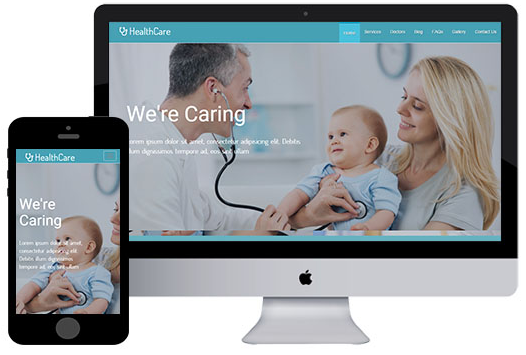 HealthCare
Home Services Doctors Blog FAQs Gallery Contact Us
We're Caring
Lorem ipsum dolor sit amet, consectetur adipisicing elit. Debitis
illum dignissimos tempore ad, eos sint ullam
HealthCare
We're
Caring
Lorem ipsum dolor sit amet,
consectetur adipisicing elit.
Debitis illum dignissimos
tempore ad, eos sint ullam